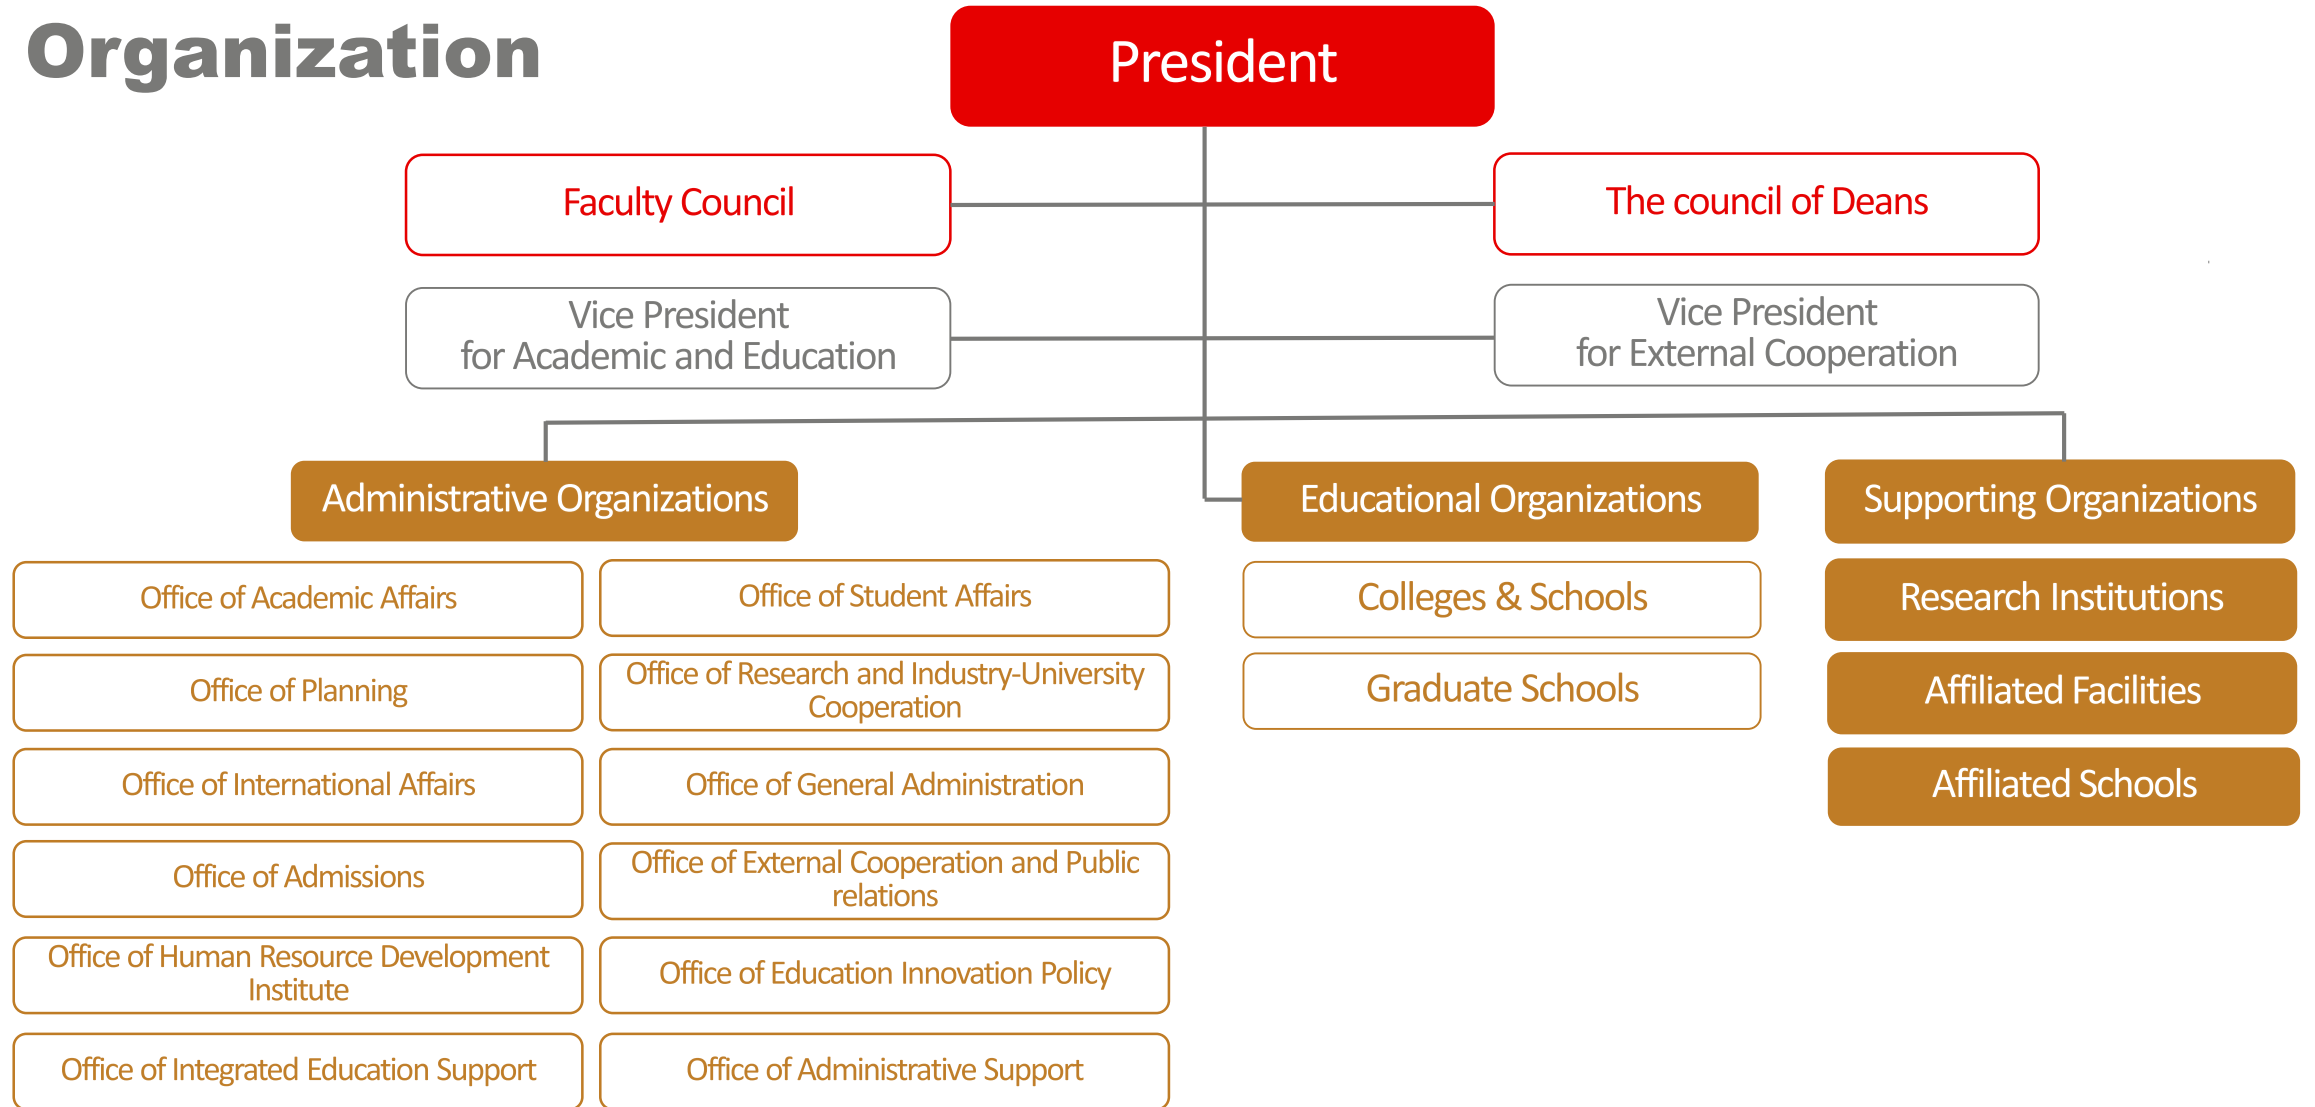 Organization
President
Faculty Council
The council of Deans
Vice President
for Academic and Education
Vice President
for External Cooperation
Administrative Organizations
Educational Organizations
Supporting Organizations
Office of Academic Affairs
Office of Student Affairs
Colleges & Schools
Research Institutions
Office of Planning
Office of Research and Industry-University
Cooperation
Graduate Schools
Affiliated Facilities
Office of International Affairs
Office of General Administration
Affiliated Schools
Office of Admissions
Office of External Cooperation and Public
relations
Office of Human Resource Development
Institute
Office of Education Innovation Policy
Office of Integrated Education Support
Office of Administrative Support